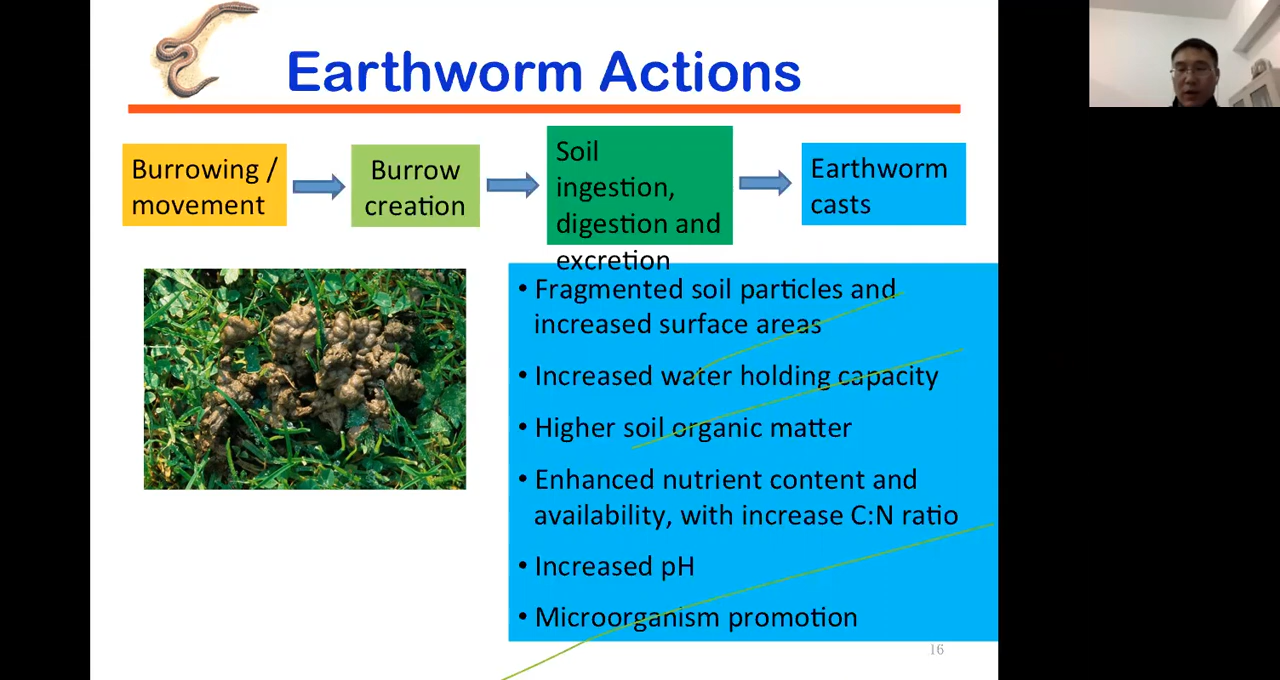 Earthworm Actions
Burrowing /
movement
Burrow
creation
Soil
ingestion,
digestion and
excretion
Earthworm
casts
• Fragmented soil particles and
increased surface areas
• Increased water holding capacity
• Higher soil organic matter
• Enhanced nutrient content and
availability, with increase C:N ratio
• Increased pH
• Microorganism promotion
16